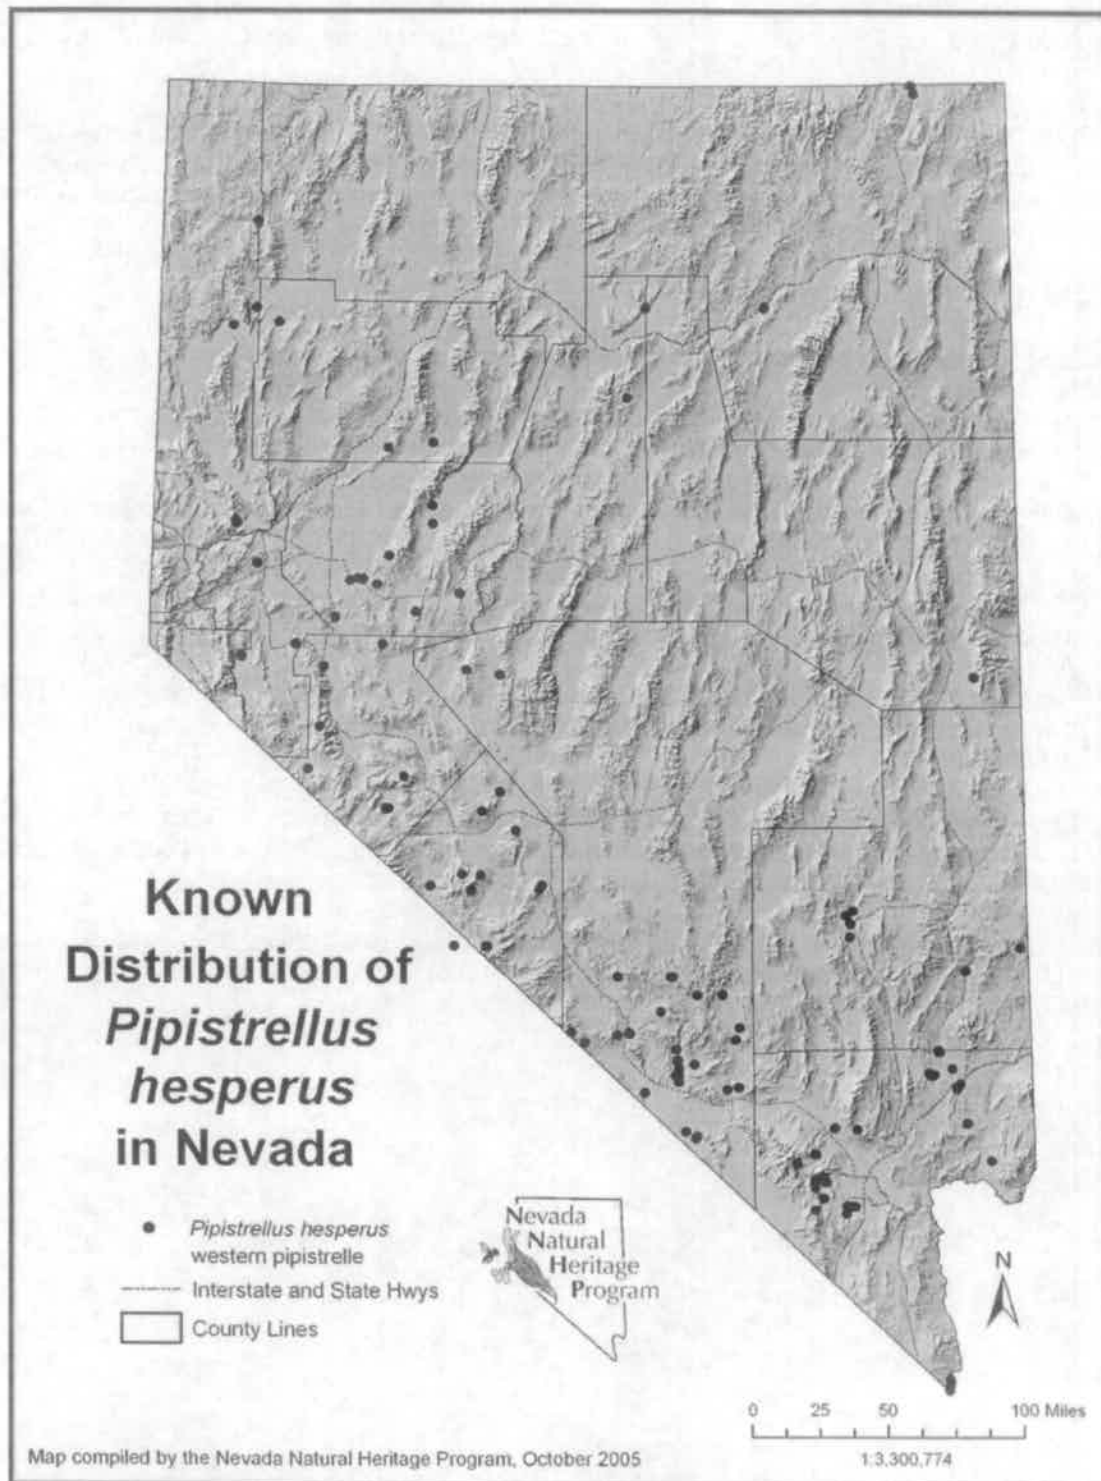 Known
Distribution of
Pipistrellus
hesperus
in Nevada
Pipistrellus hesperus
western pipistrelle
Interstate and State Hwys
County Lines
Nevada
Natural
Heritage
Program
N
0 25 50 100 Miles
1:3,300,774
Map compiled by the Nevada Natural Heritage Program, October 2005